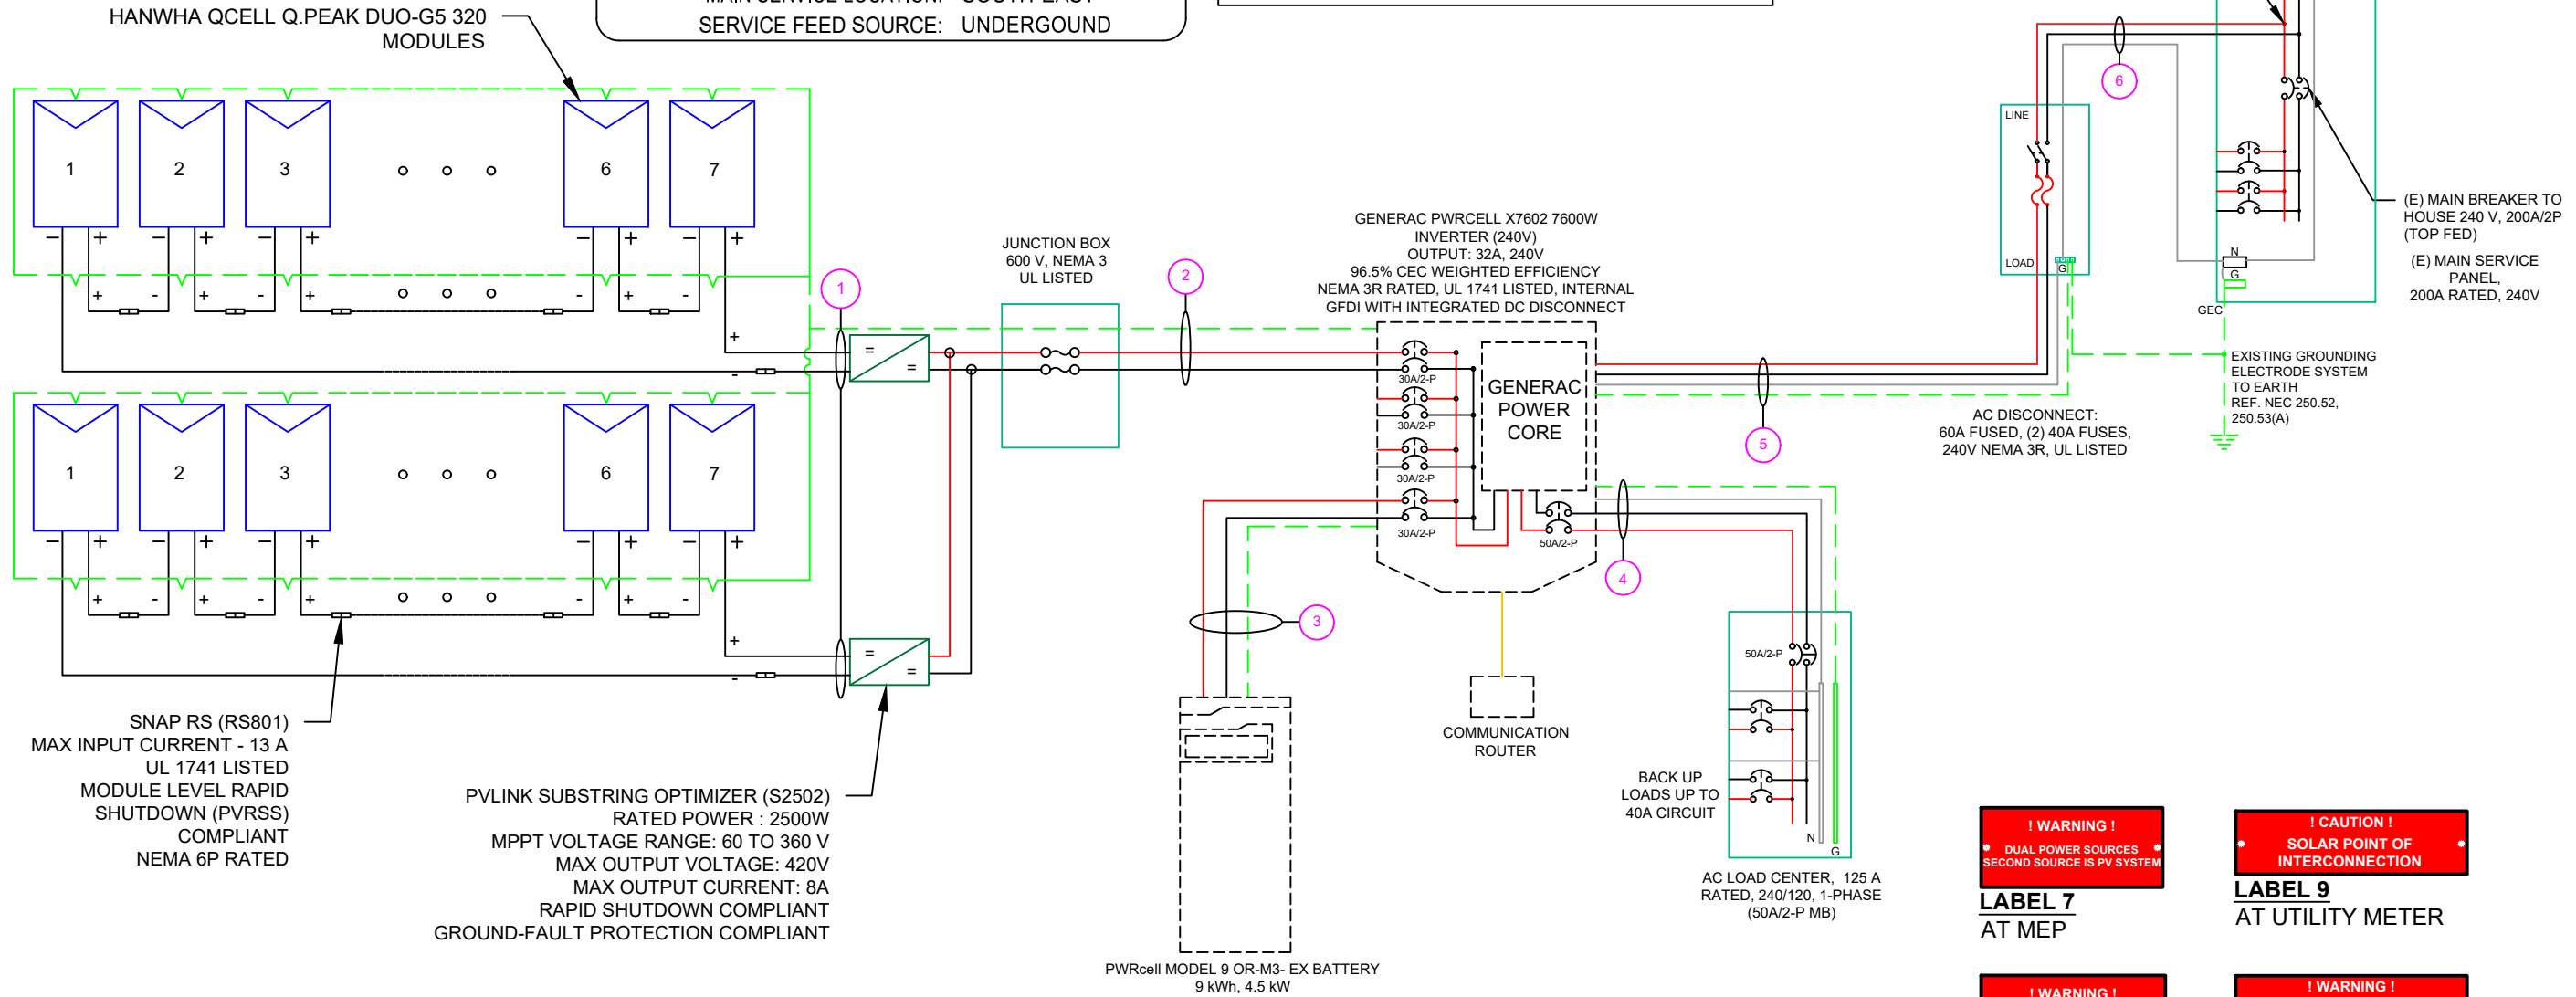 HANWHA QCELL Q.PEAK DUO-G5 320
MODULES
SERVICE FEED SOURCE: UNDERGOUND
1
2
3
6
7
− + − + − + − + − +
+ - + - + - + -
+
-
1
JUNCTION BOX
600 V, NEMA 3
UL LISTED
2
GENERAC PWRCELL X7602 7600W
INVERTER (240V)
OUTPUT: 32A, 240V
96.5% CEC WEIGHTED EFFICIENCY
NEMA 3R RATED, UL 1741 LISTED, INTERNAL
GFDI WITH INTEGRATED DC DISCONNECT
=
=
30A/2-P
30A/2-P
30A/2-P
30A/2-P
GENERAC
POWER
CORE
50A/2-P
5
6
LINE
LOAD
G
N
G
GEC
(E) MAIN BREAKER TO
HOUSE 240 V, 200A/2P
(TOP FED)
(E) MAIN SERVICE
PANEL,
200A RATED, 240V
EXISTING GROUNDING
ELECTRODE SYSTEM
TO EARTH
REF. NEC 250.52,
250.53(A)
AC DISCONNECT:
60A FUSED, (2) 40A FUSES,
240V NEMA 3R, UL LISTED
1
2
3
6
7
− + − + − + − + − +
+ - + - + - + -
+
-
=
=
3
4
SNAP RS (RS801)
MAX INPUT CURRENT - 13 A
UL 1741 LISTED
MODULE LEVEL RAPID
SHUTDOWN (PVRSS)
COMPLIANT
NEMA 6P RATED
PVLINK SUBSTRING OPTIMIZER (S2502)
RATED POWER : 2500W
MPPT VOLTAGE RANGE: 60 TO 360 V
MAX OUTPUT VOLTAGE: 420V
MAX OUTPUT CURRENT: 8A
RAPID SHUTDOWN COMPLIANT
GROUND-FAULT PROTECTION COMPLIANT
PWRcell MODEL 9 OR-M3- EX BATTERY
9 kWh, 4.5 kW
COMMUNICATION
ROUTER
50A/2-P
BACK UP
LOADS UP TO
40A CIRCUIT
N
G
AC LOAD CENTER, 125 A
RATED, 240/120, 1-PHASE
(50A/2-P MB)
! WARNING !
DUAL POWER SOURCES
SECOND SOURCE IS PV SYSTEM
LABEL 7
AT MEP
! CAUTION !
SOLAR POINT OF
INTERCONNECTION
LABEL 9
AT UTILITY METER
! WARNING !
! WARNING !